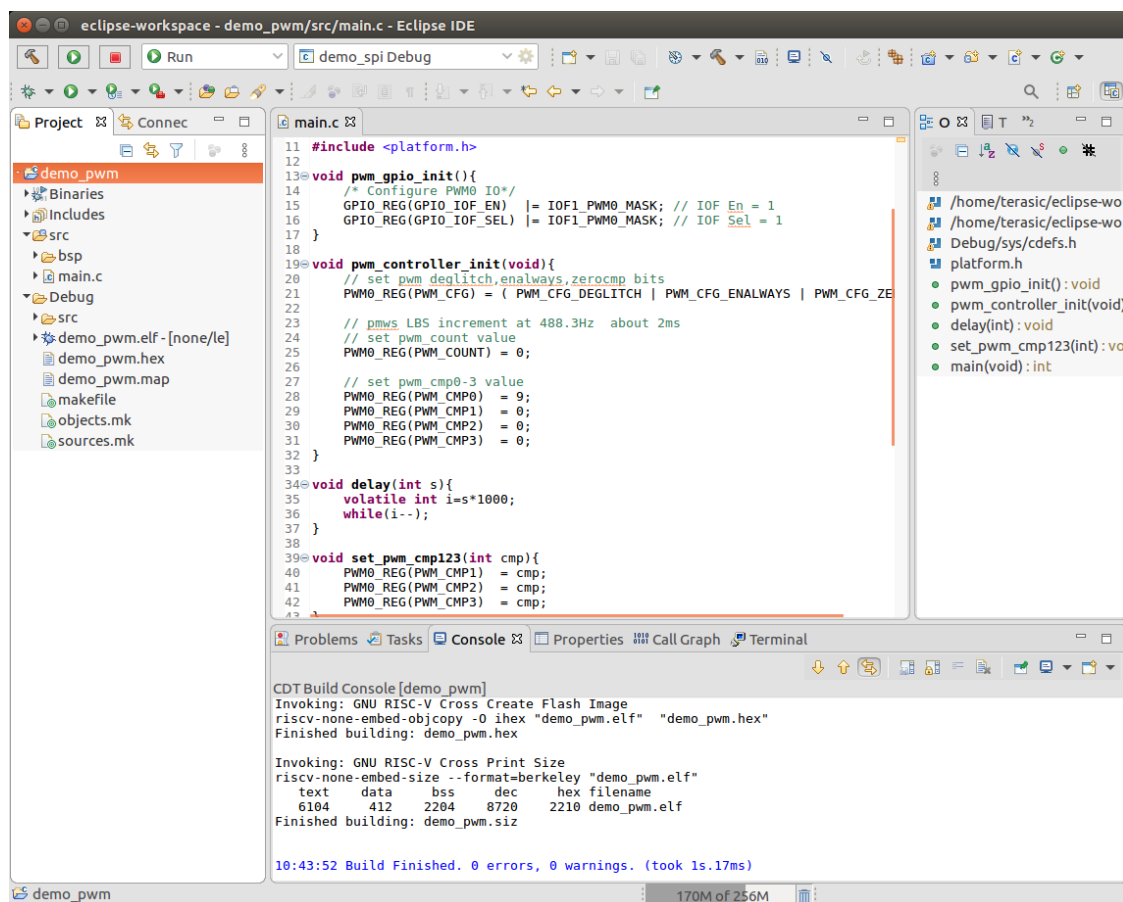 eclipse-workspace - demo_pwm/src/main.c - Eclipse IDE
Run
demo_spi Debug
Project
Connec
demo_pwm
Binaries
Includes
src
bsp
main.c
Debug
src
demo_pwm.elf - [none/le]
demo_pwm.hex
demo_pwm.map
makefile
objects.mk
sources.mk
main.c
11 #include <platform.h>
12
13 void pwm_gpio_init(){
14 /* Configure PWM0 IO*/
15 GPIO_REG(GPIO_IOF_EN) |= IOF1_PWM0_MASK; // IOF En = 1
16 GPIO_REG(GPIO_IOF_SEL) |= IOF1_PWM0_MASK; // IOF Sel = 1
17 }
18
19 void pwm_controller_init(void){
20 // set pwm deglitch,enalways,zerocmp bits
21 PWM0_REG(PWM_CFG) = ( PWM_CFG_DEGLITCH | PWM_CFG_ENALWAYS | PWM_CFG_ZE
22
23 // pmws LBS increment at 488.3Hz about 2ms
24 // set pwm_count value
25 PWM0_REG(PWM_COUNT) = 0;
26
27 // set pwm_cmp0-3 value
28 PWM0_REG(PWM_CMP0) = 9;
29 PWM0_REG(PWM_CMP1) = 0;
30 PWM0_REG(PWM_CMP2) = 0;
31 PWM0_REG(PWM_CMP3) = 0;
32 }
33
34 void delay(int s){
35 volatile int i=s*1000;
36 while(i--);
37 }
38
39 void set_pwm_cmp123(int cmp){
40 PWM0_REG(PWM_CMP1) = cmp;
41 PWM0_REG(PWM_CMP2) = cmp;
42 PWM0_REG(PWM_CMP3) = cmp;
43 }
O
T
»2
/home/terasic/eclipse-wo
/home/terasic/eclipse-wo
Debug/sys/cdefs.h
platform.h
pwm_gpio_init() : void
pwm_controller_init(void)
delay(int) : void
set_pwm_cmp123(int) : vo
main(void) : int
Problems Tasks Console Properties Call Graph Terminal
CDT Build Console [demo_pwm]
Invoking: GNU RISC-V Cross Create Flash Image
riscv-none-embed-objcopy -O ihex "demo_pwm.elf" "demo_pwm.hex"
Finished building: demo_pwm.hex
Invoking: GNU RISC-V Cross Print Size
riscv-none-embed-size --format=berkeley "demo_pwm.elf"
text data bss dec hex filename
6104 412 2204 8720 2210 demo_pwm.elf
Finished building: demo_pwm.siz
10:43:52 Build Finished. 0 errors, 0 warnings. (took 1s.17ms)
demo_pwm
170M of 256M